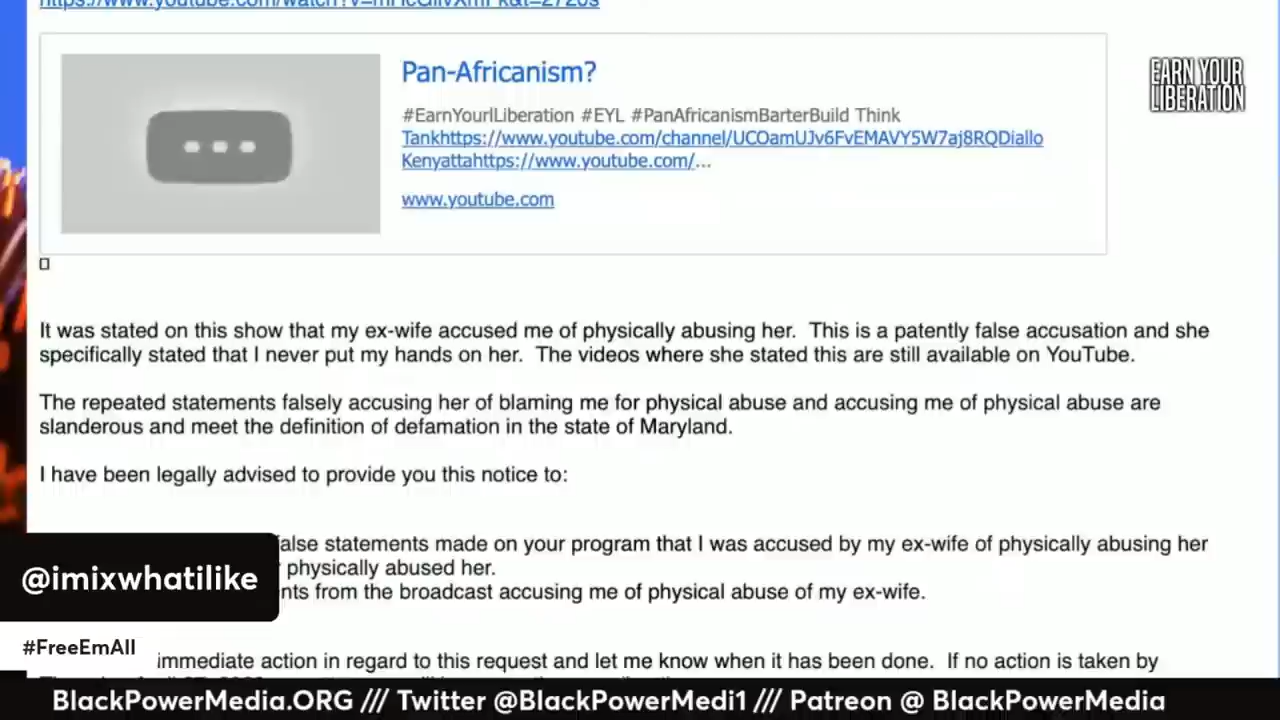 Pan-Africanism?
#EarnYourlLiberation #EYL #PanAfricanismBarterBuild Think
Tankhttps://www.youtube.com/channel/UCOamUJv6FvEMAVY5W7aj8RQDiallo
Kenyattahttps://www.youtube.com/...
www.youtube.com
EARN YOUR
LIBERATION
It was stated on this show that my ex-wife accused me of physically abusing her. This is a patently false accusation and she
specifically stated that I never put my hands on her. The videos where she stated this are still available on YouTube.
The repeated statements falsely accusing her of blaming me for physical abuse and accusing me of physical abuse are
slanderous and meet the definition of defamation in the state of Maryland.
I have been legally advised to provide you this notice to:
false statements made on your program that I was accused by my ex-wife of physically abusing her
physically abused her.
from the broadcast accusing me of physical abuse of my ex-wife.
@imixwhatilike
#FreeEmAll
immediate action in regard to this request and let me know when it has been done. If no action is taken by
BlackPowerMedia.ORG /// Twitter @BlackPowerMedi1 /// Patreon @ BlackPowerMedia